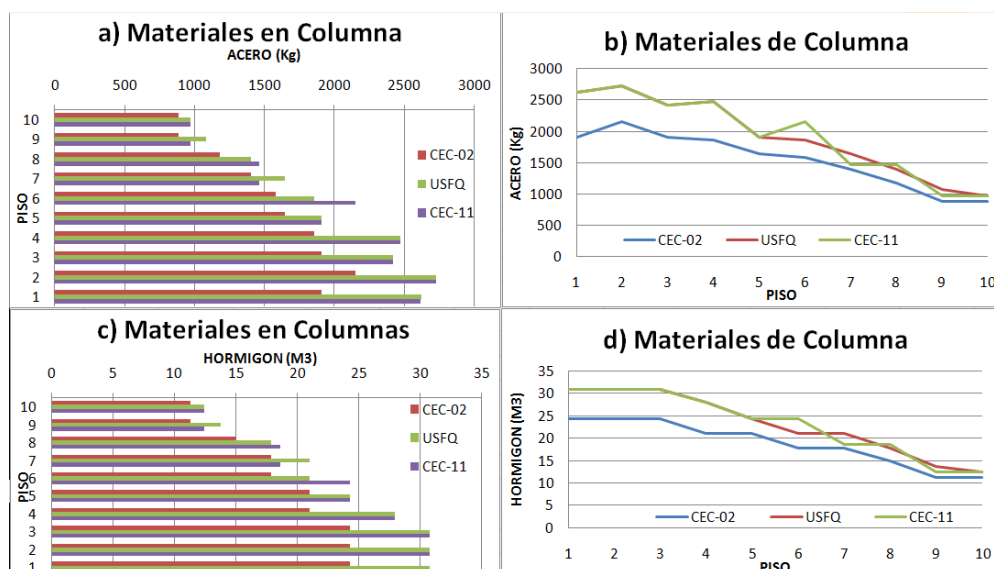 a) Materiales en Columna
ACERO (Kg)
0 500 1000 1500 2000 2500 3000
PISO
10
9
8
7
6
5
4
3
2
1
CEC-02
USFQ
CEC-11
b) Materiales de Columna
ACERO (Kg)
3000
2500
2000
1500
1000
500
0
CEC-02 USFQ CEC-11
1 2 3 4 5 6 7 8 9 10
PISO
c) Materiales en Columnas
HORMIGON (M3)
0 5 10 15 20 25 30 35
PISO
10
9
8
7
6
5
4
3
2
1
CEC-02
USFQ
CEC-11
d) Materiales de Columna
HORMIGON (M3)
35
30
25
20
15
10
5
0
CEC-02 USFQ CEC-11
1 2 3 4 5 6 7 8 9 10
PISO